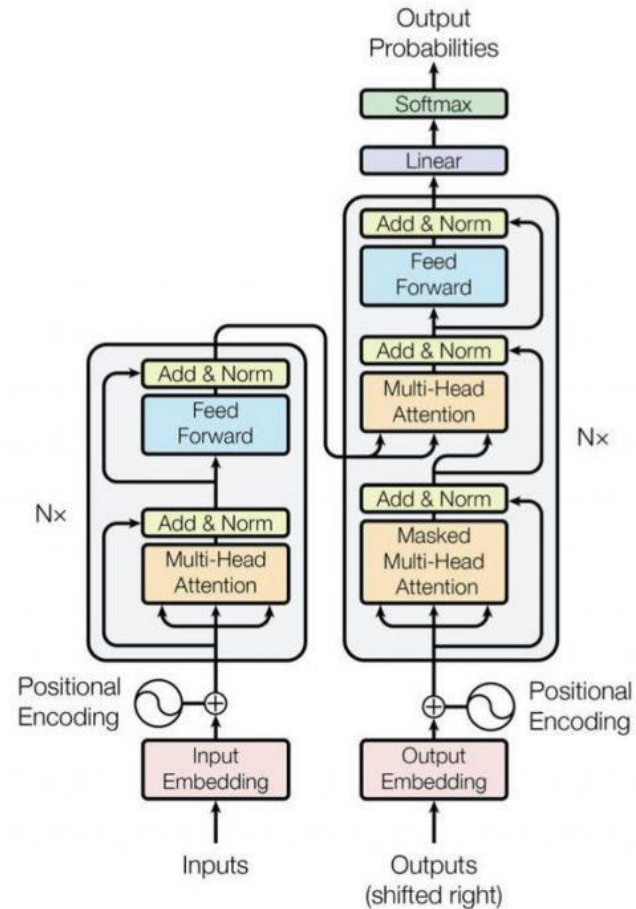 Output
Probabilities
Softmax
Linear
Add & Norm
Feed
Forward
Add & Norm
Multi-Head
Attention
Nx
Add & Norm
Masked
Multi-Head
Attention
Add & Norm
Feed
Forward
Nx
Add & Norm
Multi-Head
Attention
Positional
Encoding
Positional
Encoding
Input
Embedding
Output
Embedding
Inputs
Outputs
(shifted right)